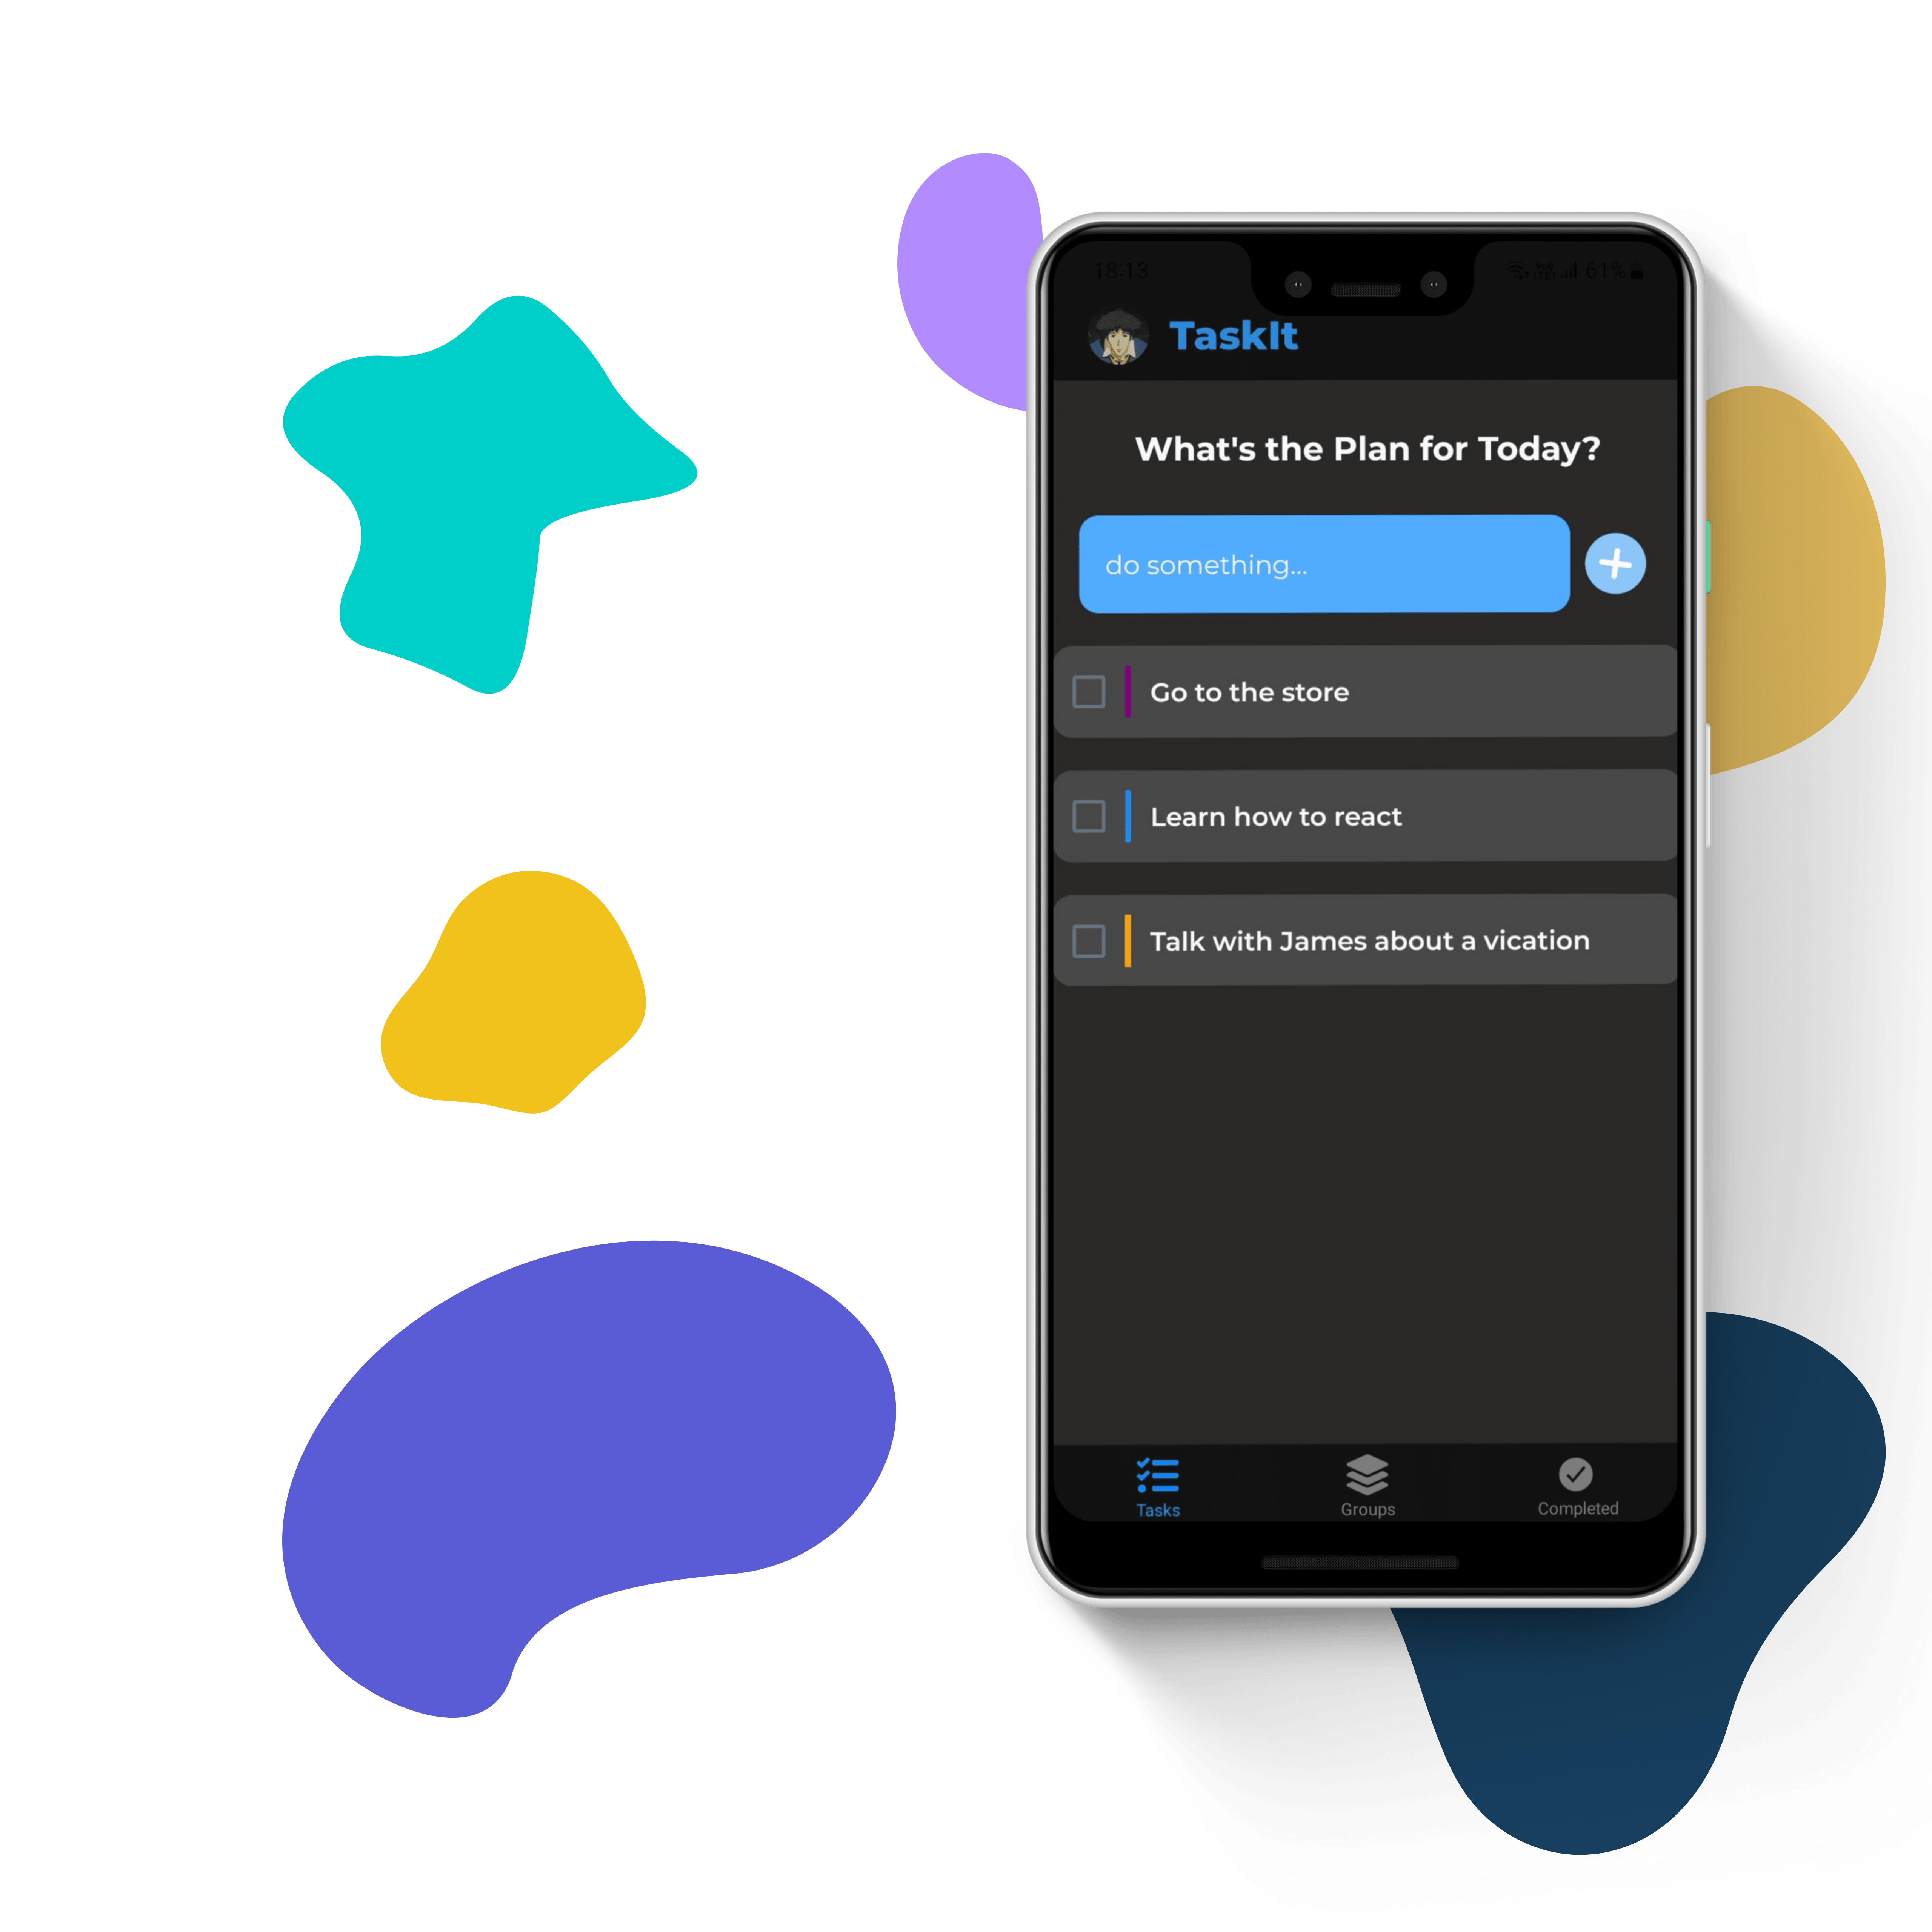 18:13
61%
TaskIt
What's the Plan for Today?
do something...
Go to the store
Learn how to react
Talk with James about a vication
Tasks
Groups
Completed